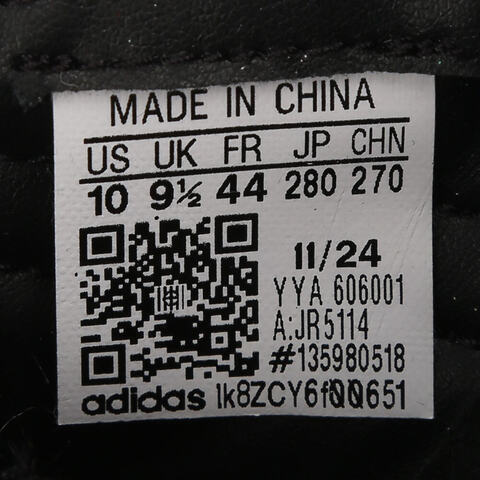 MADE IN CHINA
US UK FR JP CHN
10 9½ 44 280 270
11/24
YYA 606001
A:JR5114
#135980518
adidas 1k8ZCY6f00651